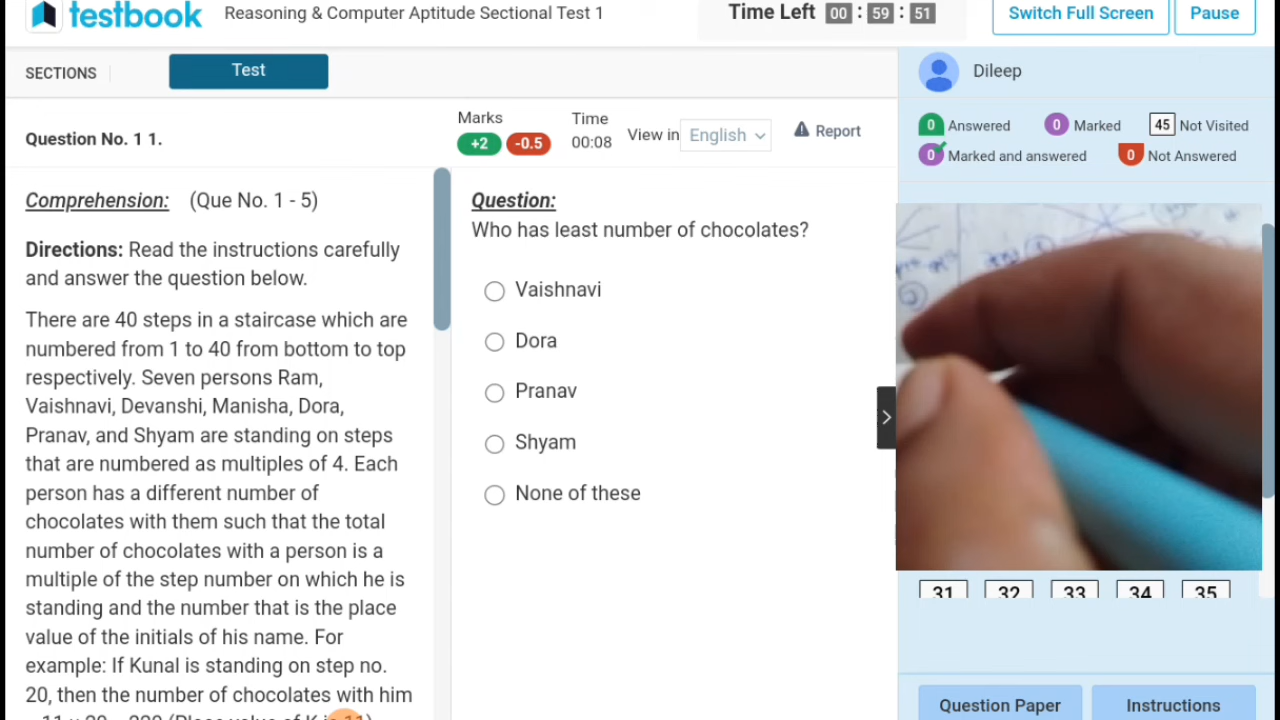 testbook
Reasoning & Computer Aptitude Sectional Test 1
Time Left 00 : 59 : 51
Switch Full Screen
Pause
SECTIONS
Test
Dileep
Question No. 1 1.
Marks
+2 -0.5
Time
00:08
View in English
Report
0 Answered
0 Marked
45 Not Visited
0 Marked and answered
0 Not Answered
Comprehension: (Que No. 1 - 5)
Directions: Read the instructions carefully
and answer the question below.
There are 40 steps in a staircase which are
numbered from 1 to 40 from bottom to top
respectively. Seven persons Ram,
Vaishnavi, Devanshi, Manisha, Dora,
Pranav, and Shyam are standing on steps
that are numbered as multiples of 4. Each
person has a different number of
chocolates with them such that the total
number of chocolates with a person is a
multiple of the step number on which he is
standing and the number that is the place
value of the initials of his name. For
example: If Kunal is standing on step no.
20, then the number of chocolates with him
Question:
Who has least number of chocolates?
Vaishnavi
Dora
Pranav
Shyam
None of these
31 32 33 34 35
Question Paper
Instructions